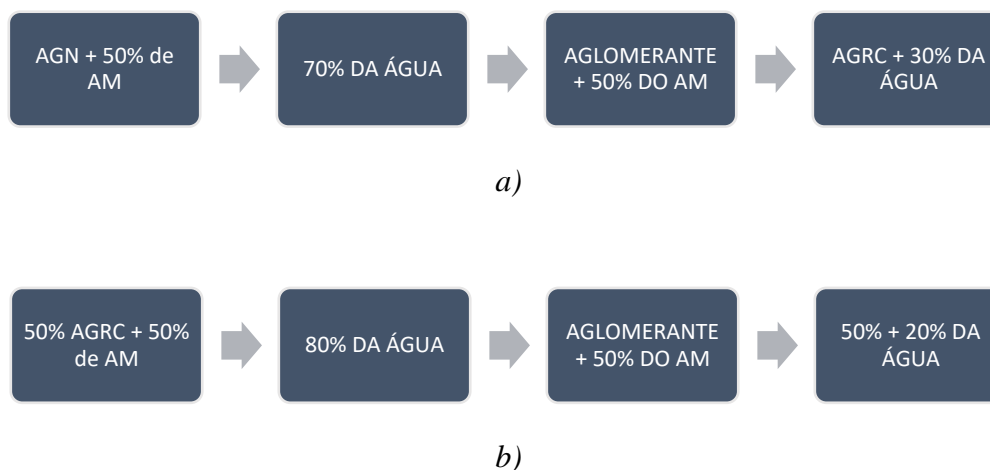 AGN + 50% de
AM
70% DA ÁGUA
AGLOMERANTE
+ 50% DO AM
AGRC + 30% DA
ÁGUA
a)
50% AGRC + 50%
de AM
80% DA ÁGUA
AGLOMERANTE
+ 50% DO AM
50% + 20% DA
ÁGUA
b)